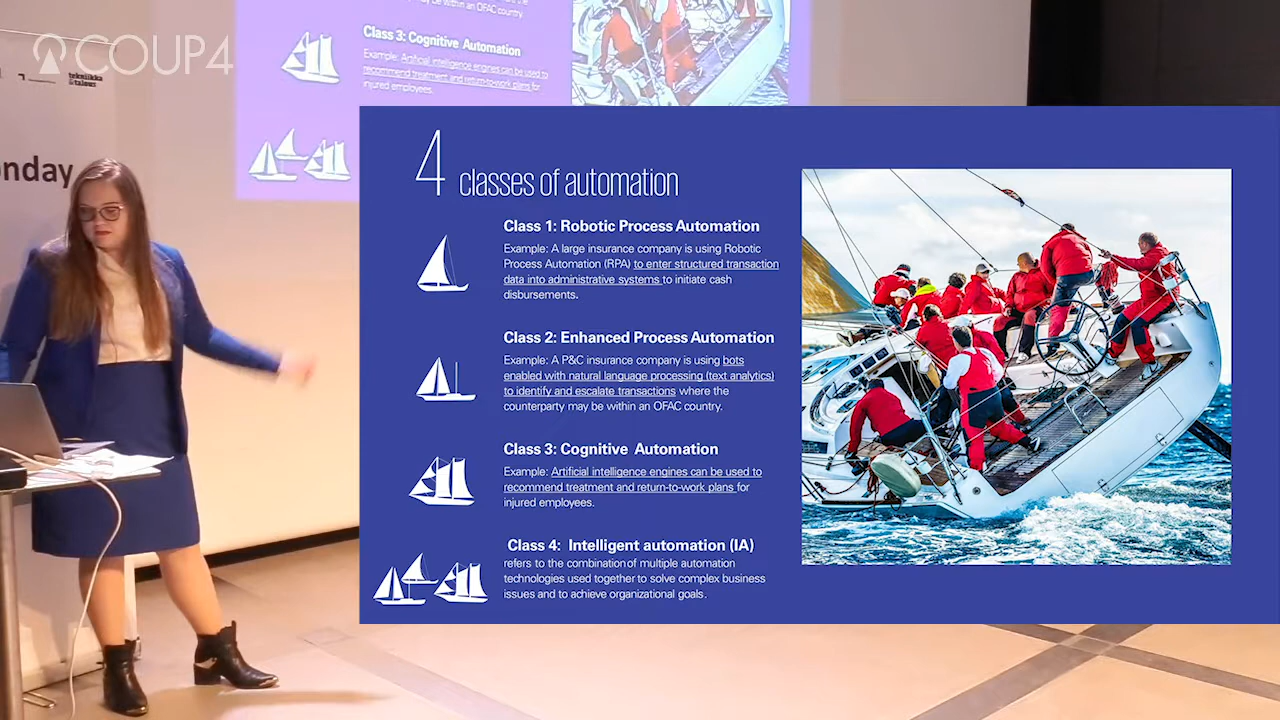 COUP4
may be within an OFAC country.
Class 3: Cognitive Automation
Example: Artificial intelligence engines can be used to
recommend treatment and return-to-work plans for
injured employees.
tekniikka
&talous
onday
4 classes of automation
Class 1: Robotic Process Automation
Example: A large insurance company is using Robotic
Process Automation (RPA) to enter structured transaction
data into administrative systems to initiate cash
disbursements.
Class 2: Enhanced Process Automation
Example: A P&C insurance company is using bots
enabled with natural language processing (text analytics)
to identify and escalate transactions where the
counterparty may be within an OFAC country.
Class 3: Cognitive Automation
Example: Artificial intelligence engines can be used to
recommend treatment and return-to-work plans for
injured employees.
Class 4: Intelligent automation (IA)
refers to the combination of multiple automation
technologies used together to solve complex business
issues and to achieve organizational goals.